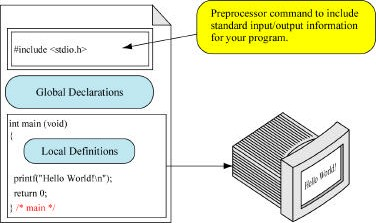 Preprocessor command to include
standard input/output information
for your program.
#include <stdio.h>
Global Declarations
int main (void)
{
Local Definitions
printf("Hello World!\n");
return 0;
} /* main */
Hello World!